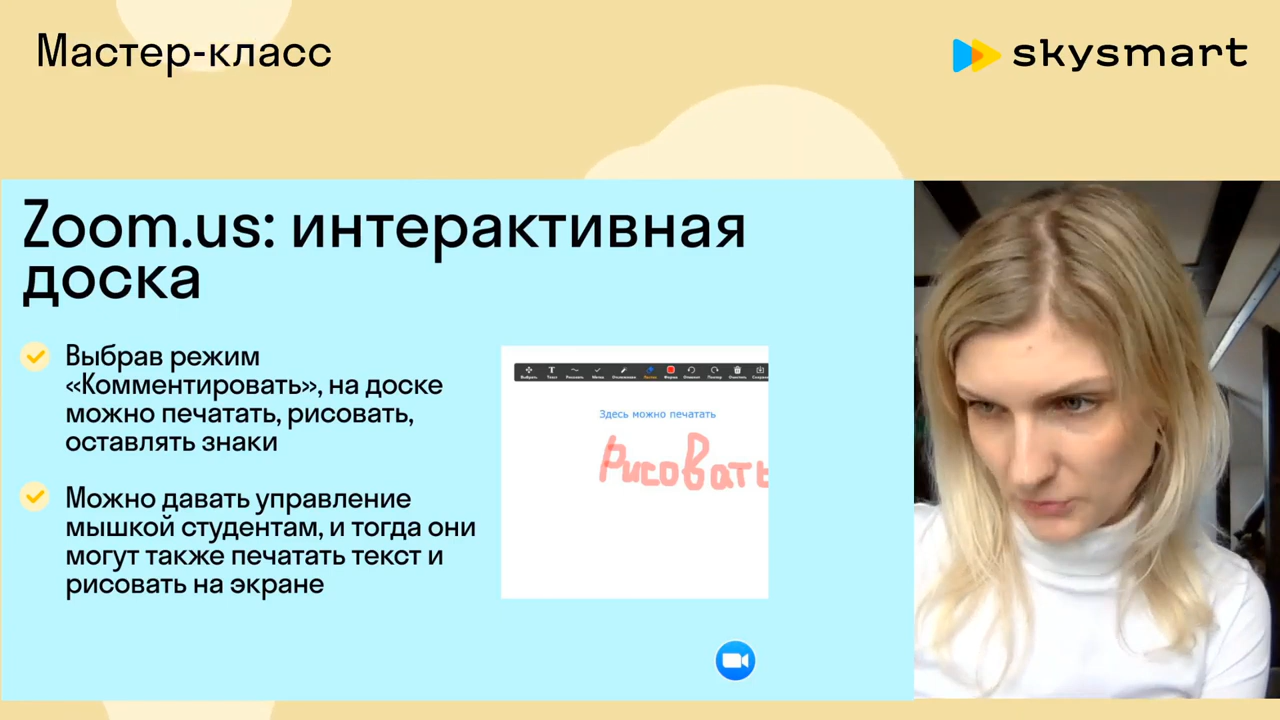 Мастер-класс
skysmart
Zoom.us: интерактивная
доска
Выбрав режим
«Комментировать», на доске
можно печатать, рисовать,
оставлять знаки
Можно давать управление
мышкой студентам, и тогда они
могут также печатать текст и
рисовать на экране
Здесь можно печатать
рисовать